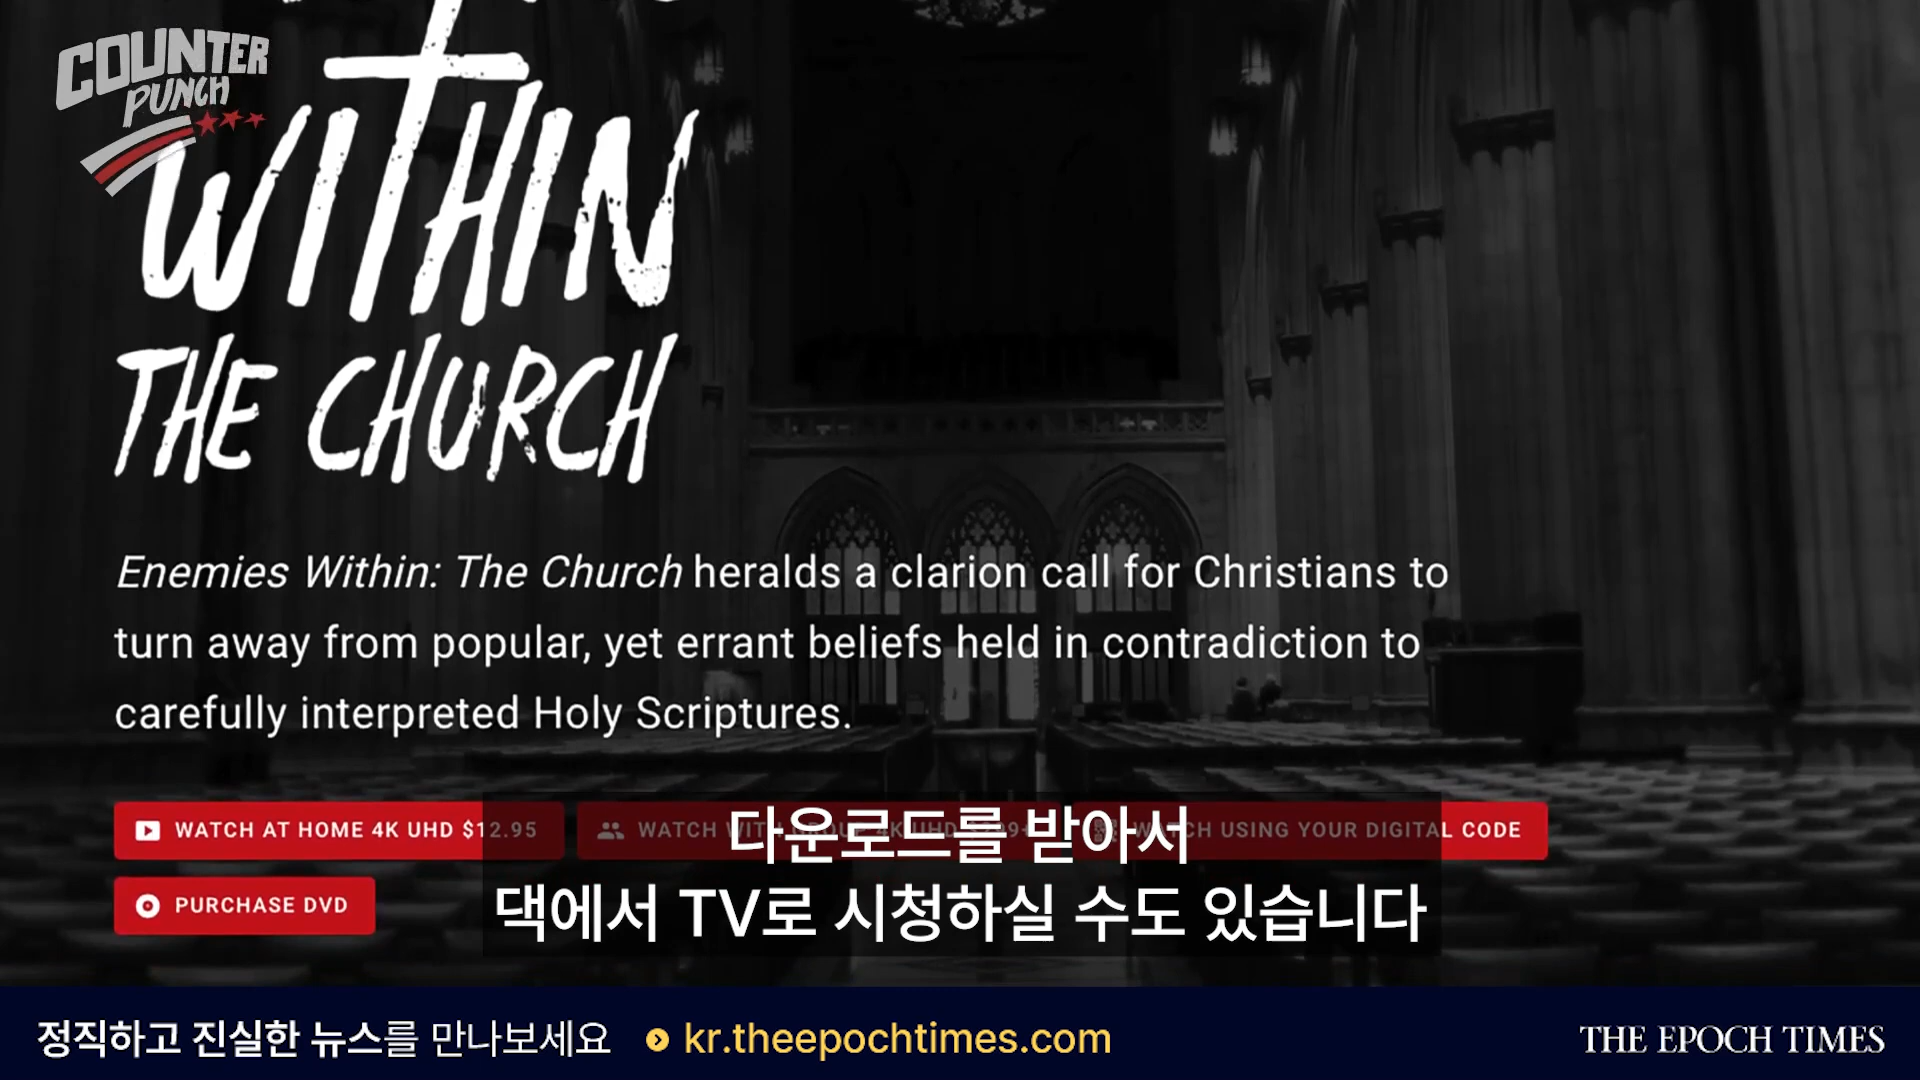 COUNTER
PUNCH
WITHIN
THE CHURCH
Enemies Within: The Church heralds a clarion call for Christians to
turn away from popular, yet errant beliefs held in contradiction to
carefully interpreted Holy Scriptures.
WATCH AT HOME 4K UHD $12.95
WATCH USING YOUR DIGITAL CODE
PURCHASE DVD
다운로드를 받아서
댁에서 TV로 시청하실 수도 있습니다
정직하고 진실한 뉴스를 만나보세요
kr.theepochtimes.com
THE EPOCH TIMES